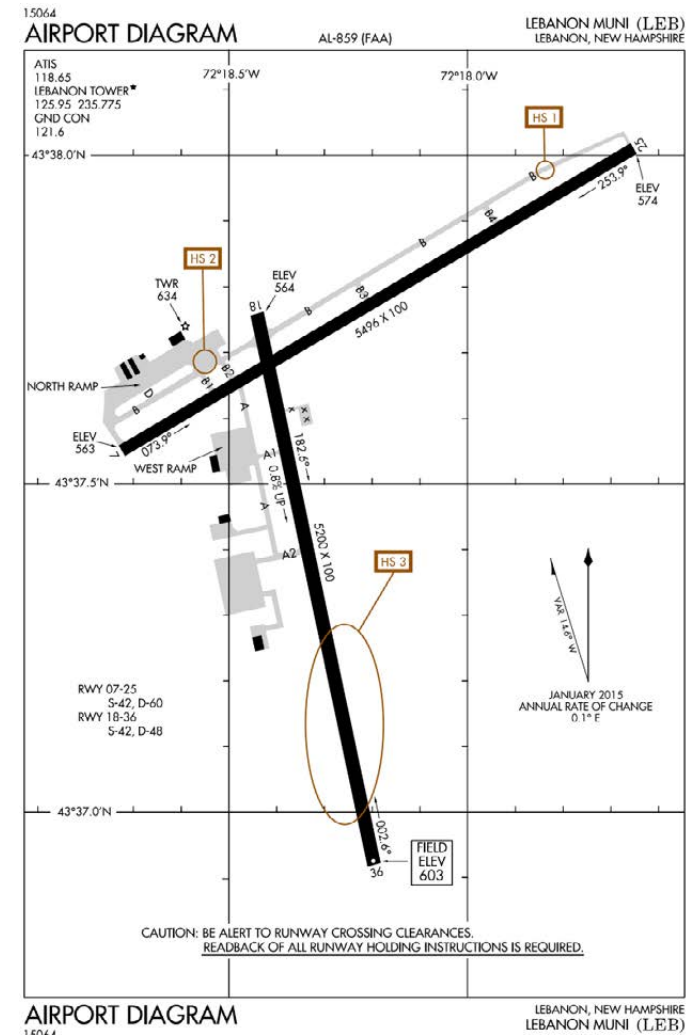 15064
AIRPORT DIAGRAM
AL-859 (FAA)
LEBANON MUNI (LEB)
LEBANON, NEW HAMPSHIRE
ATIS
118.65
LEBANON TOWER*
125.95 235.775
GND CON
121.6
72°18.5'W
72°18.0'W
HS 1
43°38.0'N
25
B
253.9°
ELEV
574
B4
B
HS 2
ELEV
564
TWR
634
18
B
B3
5496 X 100
B2
B1
NORTH RAMP
D
B
A
X
X
X
ELEV
563
7
073.9°
182.5°
WEST RAMP
A1
0.8% UP
43°37.5'N
A
A2
5200 X 100
HS 3
VAR 14.6° W
RWY 07-25
S-42, D-60
RWY 18-36
S-42, D-48
JANUARY 2015
ANNUAL RATE OF CHANGE
0.1° E
43°37.0'N
002.6°
FIELD
ELEV
603
36
CAUTION: BE ALERT TO RUNWAY CROSSING CLEARANCES.
READBACK OF ALL RUNWAY HOLDING INSTRUCTIONS IS REQUIRED.
AIRPORT DIAGRAM
15064
LEBANON, NEW HAMPSHIRE
LEBANON MUNI (LEB)